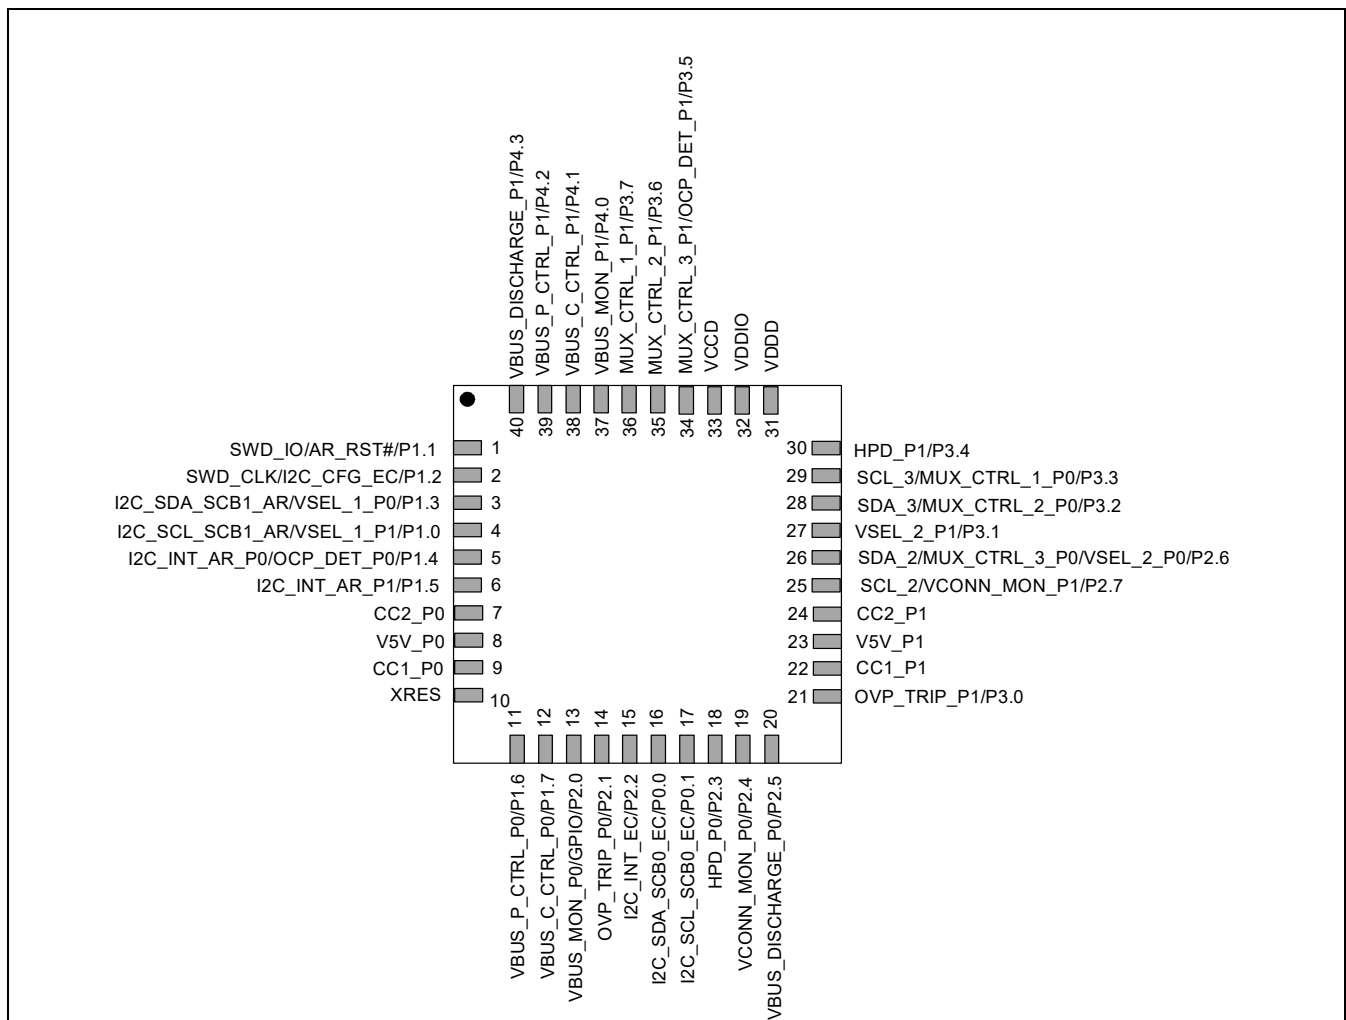 VBUS_DISCHARGE_P1/P4.3
VBUS_P_CTRL_P1/P4.2
VBUS_C_CTRL_P1/P4.1
VBUS_MON_P1/P4.0
MUX_CTRL_1_P1/P3.7
MUX_CTRL_2_P1/P3.6
MUX_CTRL_3_P1/OCP_DET_P1/P3.5
VCCD
VDDIO
VDDD
40
39
38
37
36
35
34
33
32
31
SWD_IO/AR_RST#/P1.1 1
SWD_CLK/I2C_CFG_EC/P1.2 2
I2C_SDA_SCB1_AR/VSEL_1_P0/P1.3 3
I2C_SCL_SCB1_AR/VSEL_1_P1/P1.0 4
I2C_INT_AR_P0/OCP_DET_P0/P1.4 5
I2C_INT_AR_P1/P1.5 6
CC2_P0 7
V5V_P0 8
CC1_P0 9
XRES 10
30 HPD_P1/P3.4
29 SCL_3/MUX_CTRL_1_P0/P3.3
28 SDA_3/MUX_CTRL_2_P0/P3.2
27 VSEL_2_P1/P3.1
26 SDA_2/MUX_CTRL_3_P0/VSEL_2_P0/P2.6
25 SCL_2/VCONN_MON_P1/P2.7
24 CC2_P1
23 V5V_P1
22 CC1_P1
21 OVP_TRIP_P1/P3.0
11
12
13
14
15
16
17
18
19
20
VBUS_P_CTRL_P0/P1.6
VBUS_C_CTRL_P0/P1.7
VBUS_MON_P0/GPIO/P2.0
OVP_TRIP_P0/P2.1
I2C_INT_EC/P2.2
I2C_SDA_SCB0_EC/P0.0
I2C_SCL_SCB0_EC/P0.1
HPD_P0/P2.3
VCONN_MON_P0/P2.4
VBUS_DISCHARGE_P0/P2.5